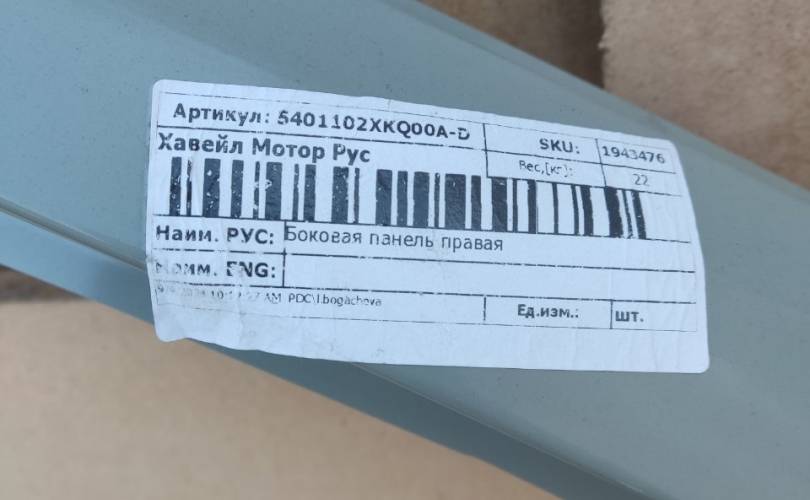 Артикул: 5401102XKQ00A-D
SKU: 1943476
Хавейл Мотор Рус
Вес,[кг]: 22
Наим. РУС: Боковая панель правая
Наим. ENG:
AM PDC\l.bogacheva
Ед.изм.: шт.